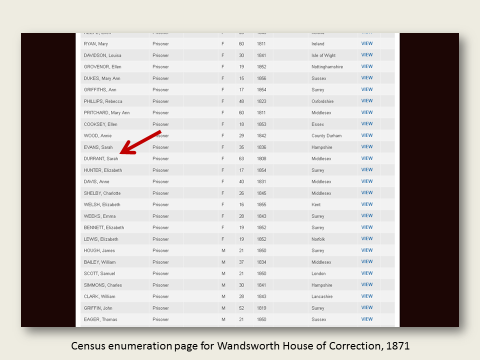 RYAN, Mary Prisoner F 60 1811 Ireland VIEW
DAVIDSON, Louisa Prisoner F 30 1841 Isle of Wight VIEW
GROVENOR, Ellen Prisoner F 19 1852 Nottinghamshire VIEW
DUKES, Mary Ann Prisoner F 15 1856 Sussex VIEW
GRIFFITHS, Ann Prisoner F 17 1854 Surrey VIEW
PHILLIPS, Rebecca Prisoner F 48 1823 Oxfordshire VIEW
PRITCHARD, Mary Ann Prisoner F 60 1811 Middlesex VIEW
COOKSEY, Ellen Prisoner F 18 1853 Essex VIEW
WOOD, Annie Prisoner F 29 1842 County Durham VIEW
EVANS, Sarah Prisoner F 35 1836 Hampshire VIEW
DURRANT, Sarah Prisoner F 63 1808 Middlesex VIEW
HUNTER, Elizabeth Prisoner F 17 1854 Surrey VIEW
DAVIS, Anna Prisoner F 40 1831 Middlesex VIEW
SHELBY, Charlotte Prisoner F 26 1845 Middlesex VIEW
WELSH, Elizabeth Prisoner F 16 1855 Kent VIEW
WEEKS, Emma Prisoner F 28 1843 Surrey VIEW
BENNETT, Elizabeth Prisoner F 19 1852 Surrey VIEW
LEWIS, Elizabeth Prisoner F 19 1852 Norfolk VIEW
HOUGH, James Prisoner M 21 1850 Surrey VIEW
BAILEY, William Prisoner M 37 1834 Middlesex VIEW
SCOTT, Samuel Prisoner M 21 1850 London VIEW
SIMMONS, Charles Prisoner M 30 1841 Hampshire VIEW
CLARK, William Prisoner M 28 1843 Lancashire VIEW
GRIFFIN, John Prisoner M 52 1819 Surrey VIEW
EAGER, Thomas Prisoner M 21 1850 Sussex VIEW
Census enumeration page for Wandsworth House of Correction, 1871